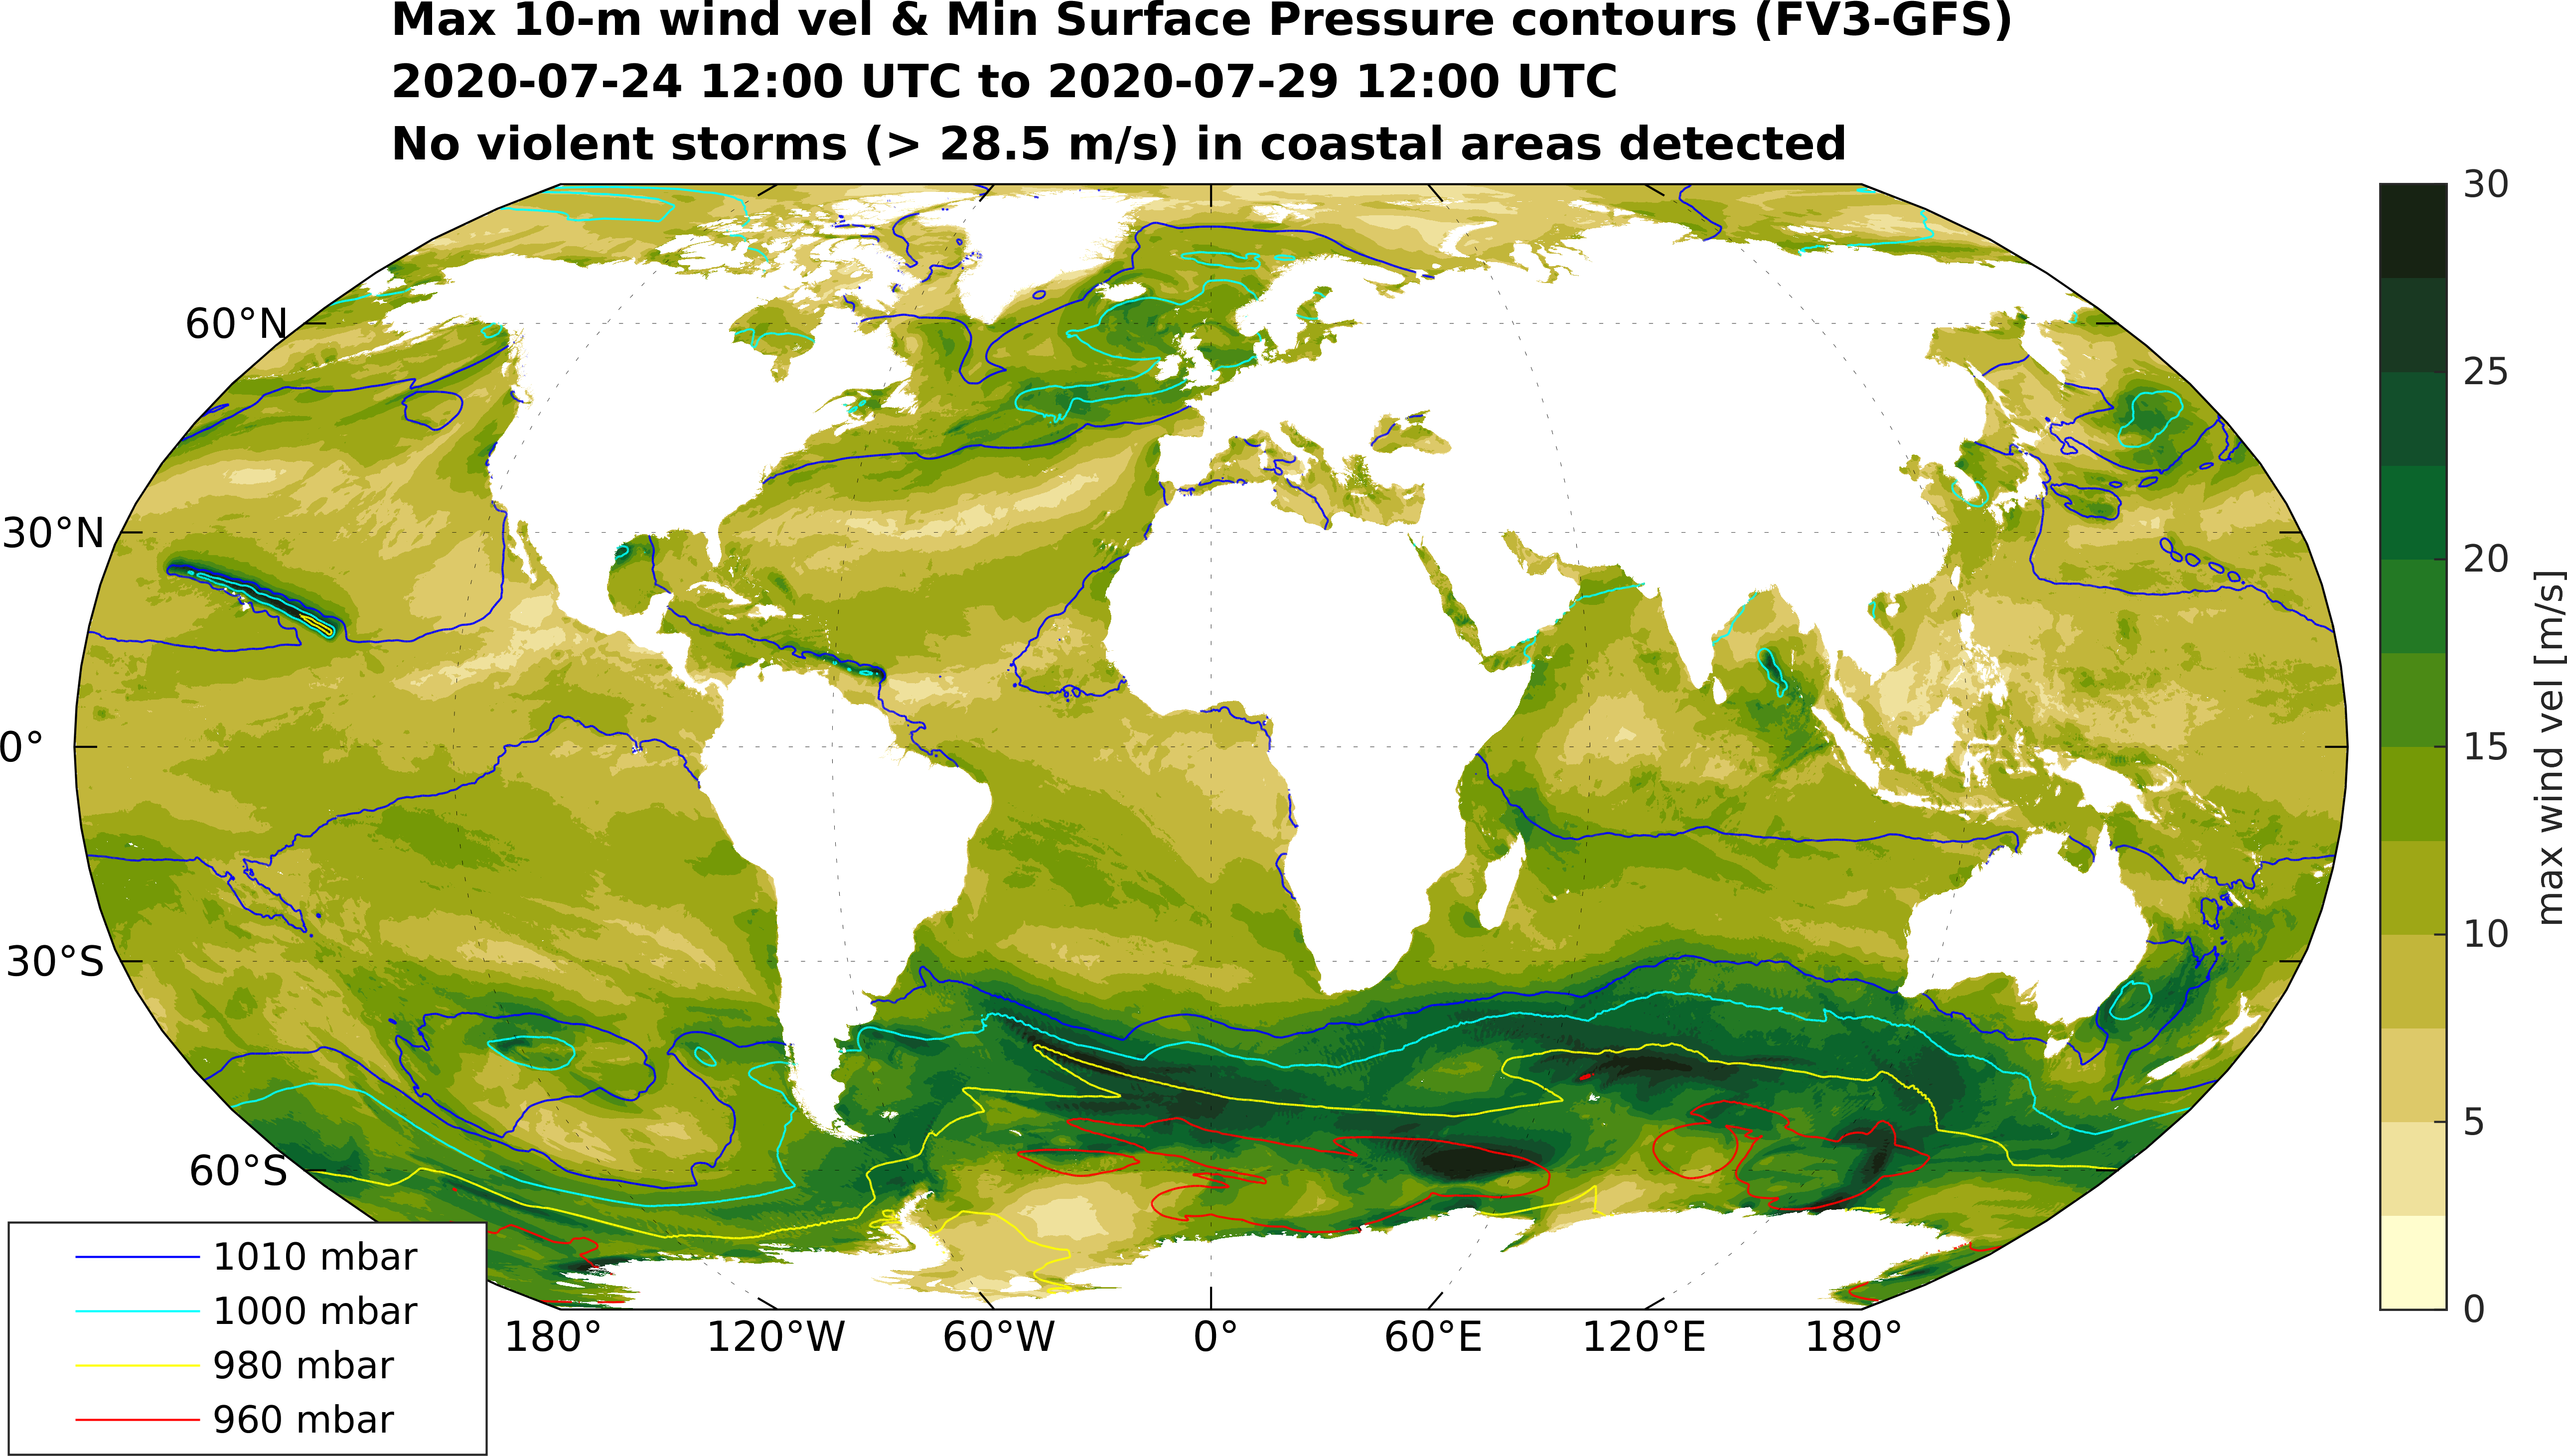 Max 10-m wind vel & Min Surface Pressure contours (FV3-GFS)
2020-07-24 12:00 UTC to 2020-07-29 12:00 UTC
No violent storms (> 28.5 m/s) in coastal areas detected
60°N
30°N
0°
30°S
60°S
180°
120°W
60°W
0°
60°E
120°E
180°
1010 mbar
1000 mbar
980 mbar
960 mbar
30
25
20
15
10
5
0
max wind vel [m/s]